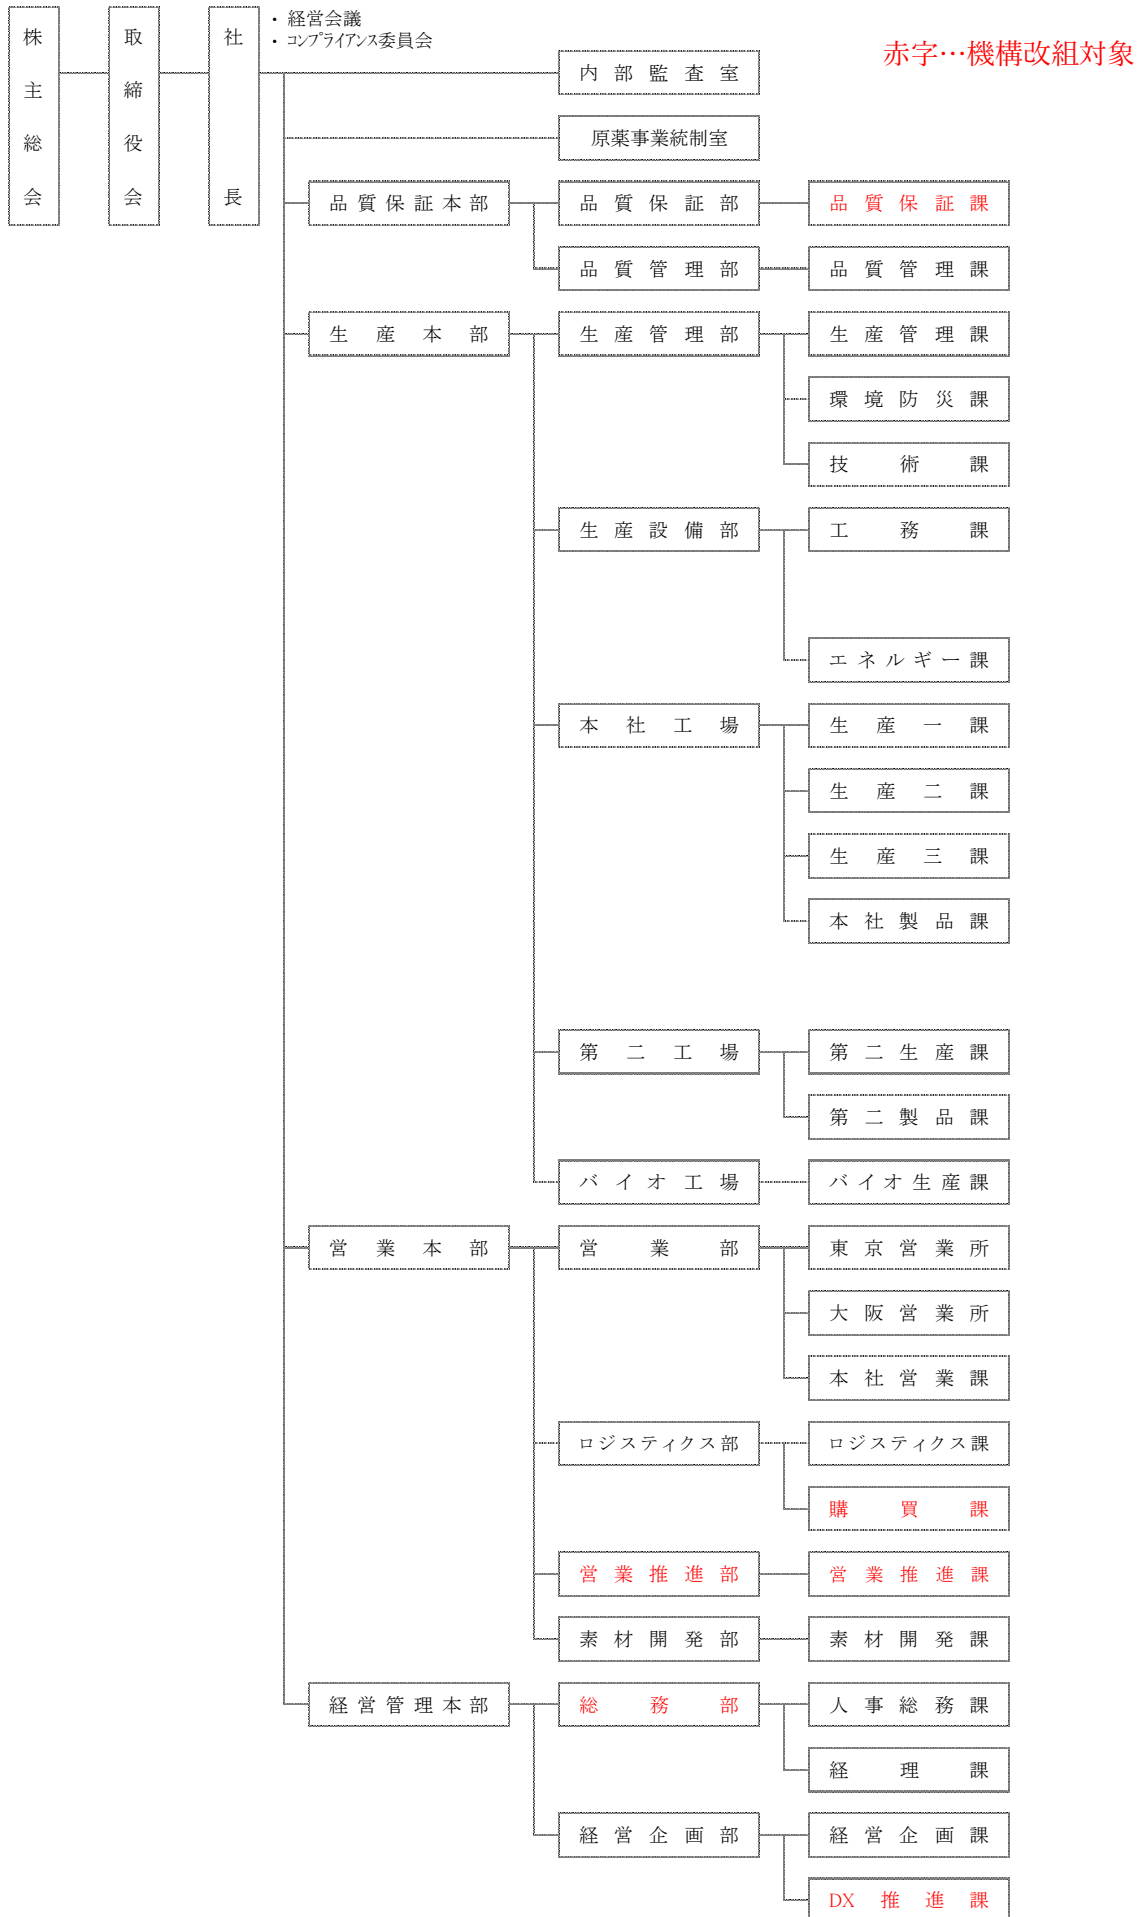 株主総会
取締役会
社長
・ 経営会議
・ コンプライアンス委員会
赤字…機構改組対象
内部監査室
原薬事業統制室
品質保証本部 品質保証部 品質保証課
品質管理部 品質管理課
生産本部 生産管理部 生産管理課
環境防災課
技術課
生産設備部 工務課
エネルギー課
本社工場 生産一課
生産二課
生産三課
本社製品課
第二工場 第二生産課
第二製品課
バイオ工場 バイオ生産課
営業本部 営業部 東京営業所
大阪営業所
本社営業課
ロジスティクス部 ロジスティクス課
購買課
営業推進部 営業推進課
素材開発部 素材開発課
経営管理本部 総務部 人事総務課
経理課
経営企画部 経営企画課
DX推進課